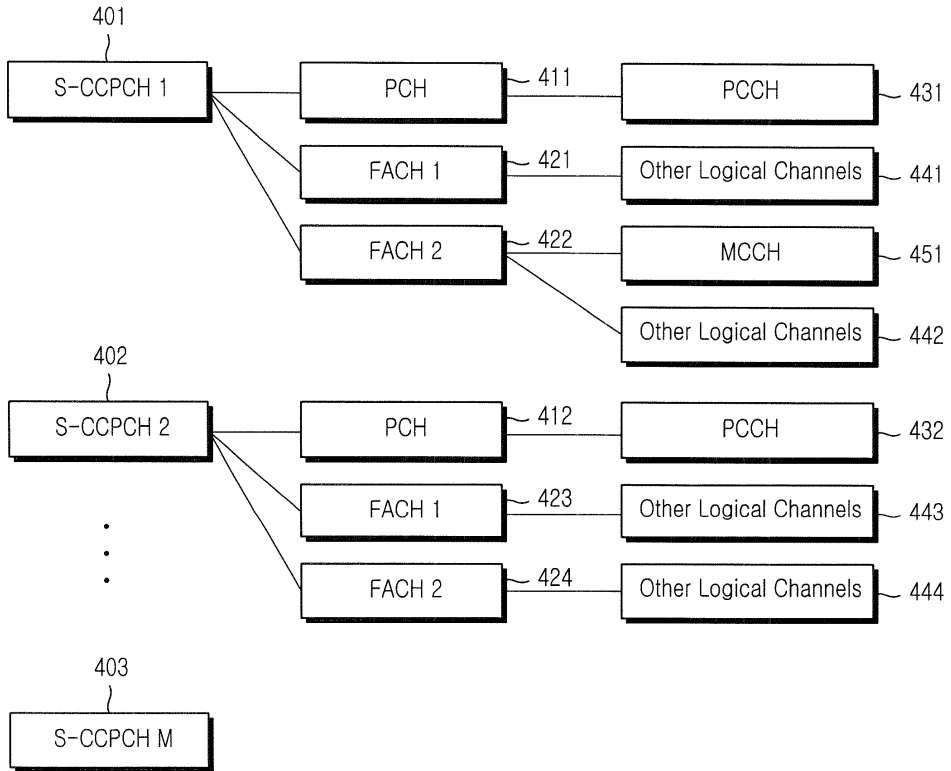 401
S-CCPCH 1
PCH
411
PCCH
431
FACH 1
421
Other Logical Channels
441
FACH 2
422
MCCH
451
Other Logical Channels
442
402
S-CCPCH 2
PCH
412
PCCH
432
FACH 1
423
Other Logical Channels
443
FACH 2
424
Other Logical Channels
444
403
S-CCPCH M